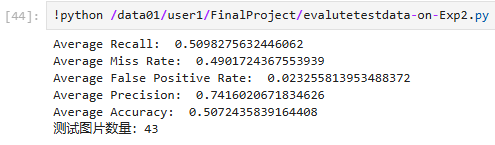 [44]: !python /data01/user1/FinalProject/evalutetestdata-on-Exp2.py
Average Recall:  0.5098275632446062
Average Miss Rate:  0.4901724367553939
Average False Positive Rate:  0.023255813953488372
Average Precision:  0.7416020671834626
Average Accuracy:  0.5072435839164408
测试图片数量: 43